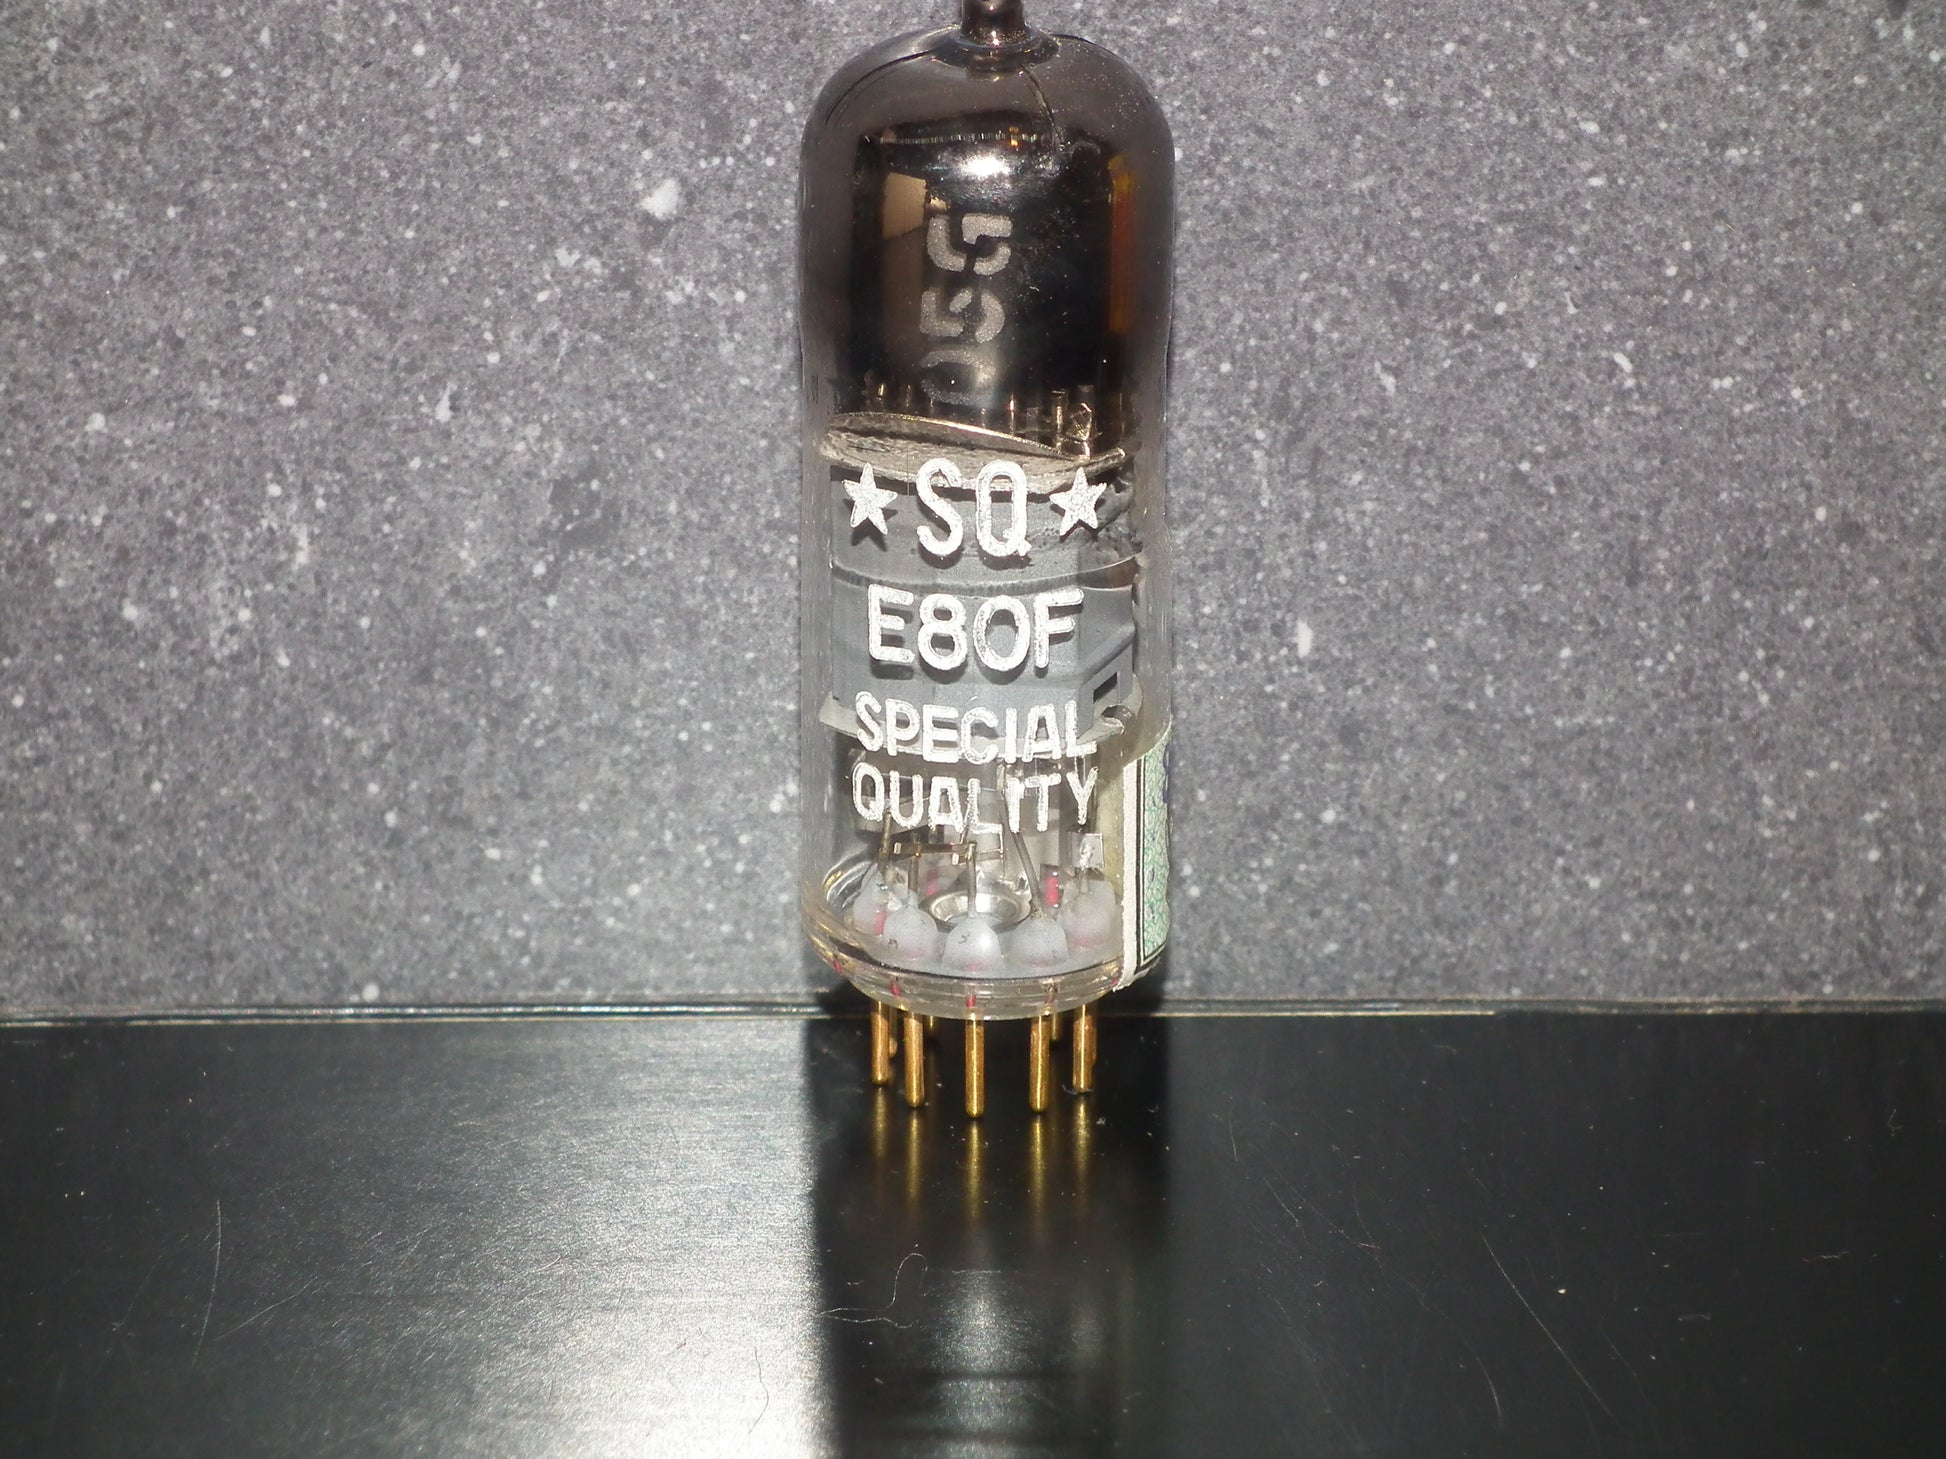 ★SQ★
E80F
SPECIAL
QUALITY